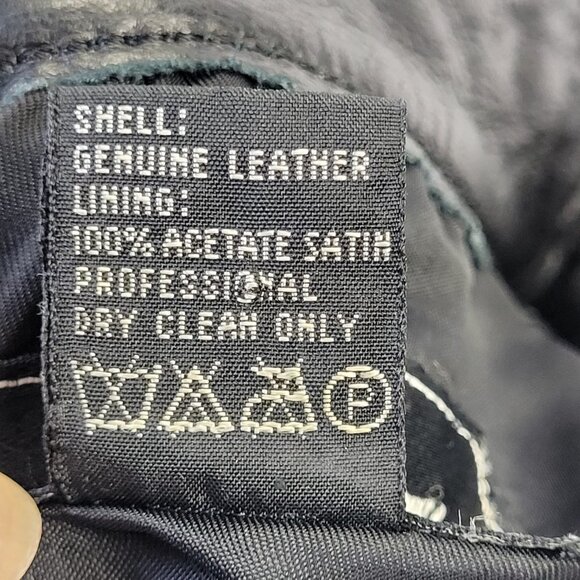 SHELL:
GENUINE LEATHER
LINING:
100% ACETATE SATIN
PROFESSIONAL
DRY CLEAN ONLY
P